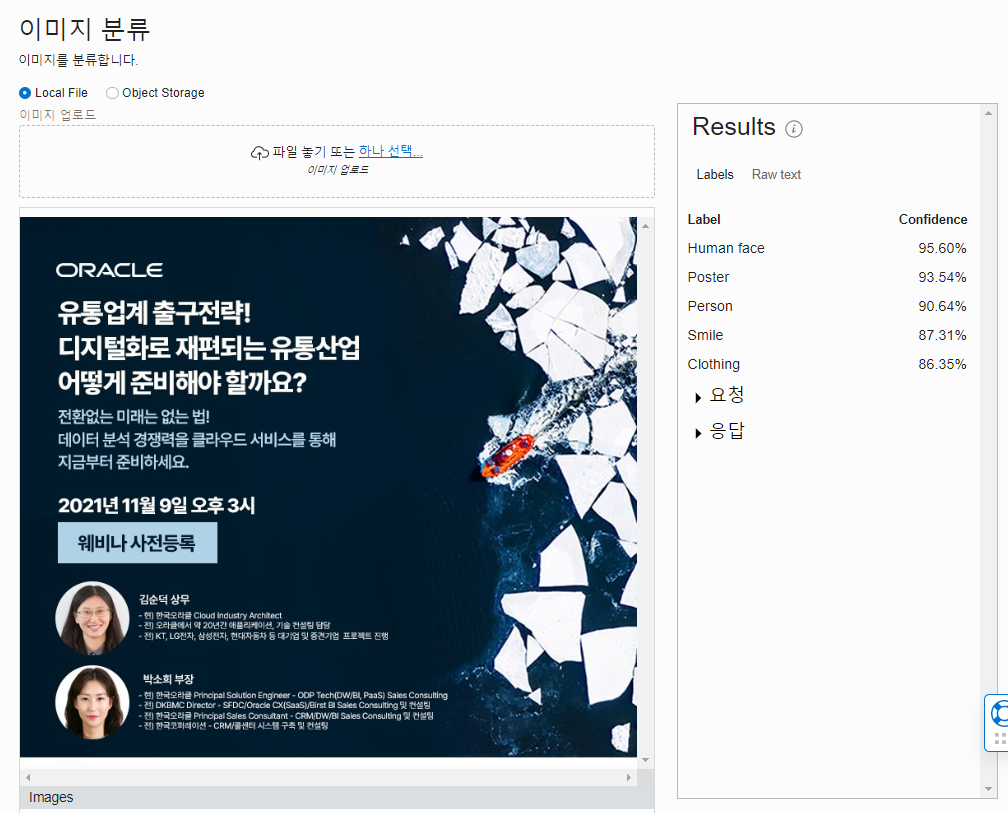 이미지 분류
이미지를 분류합니다.
Local File Object Storage
이미지 업로드
파일 놓기 또는 하나 선택...
이미지 업로드
ORACLE
유통업계 출구전략!
디지털화로 재편되는 유통산업
어떻게 준비해야 할까요?
전환없는 미래는 없는 법!
데이터 분석 경쟁력을 클라우드 서비스를 통해
지금부터 준비하세요.
2021년 11월 9일 오후 3시
웨비나 사전등록
김순덕 상무
- 현) 한국오라클 Cloud Industry Architect
- 전) 오라클에서 약 20년간 애플리케이션, 기술 컨설팅 담당
- 전) KT, LG전자, 삼성전자, 현대자동차 등 대기업 및 중견기업 프로젝트 진행
박소희 부장
- 현) 한국오라클 Principal Solution Engineer - ODP Tech(DW/BI, PaaS) Sales Consulting
- 전) DKBMC Director - SFDC/Oracle CX(SaaS)/Birst BI Sales Consulting 및 컨설팅
- 전) 한국오라클 Principal Sales Consultant - CRM/DW/BI Sales Consulting 및 컨설팅
- 전) 한국코퍼레이션 - CRM/콜센터 시스템 구축 및 컨설팅
Images
Results
Labels Raw text
Label Confidence
Human face 95.60%
Poster 93.54%
Person 90.64%
Smile 87.31%
Clothing 86.35%
요청
응답